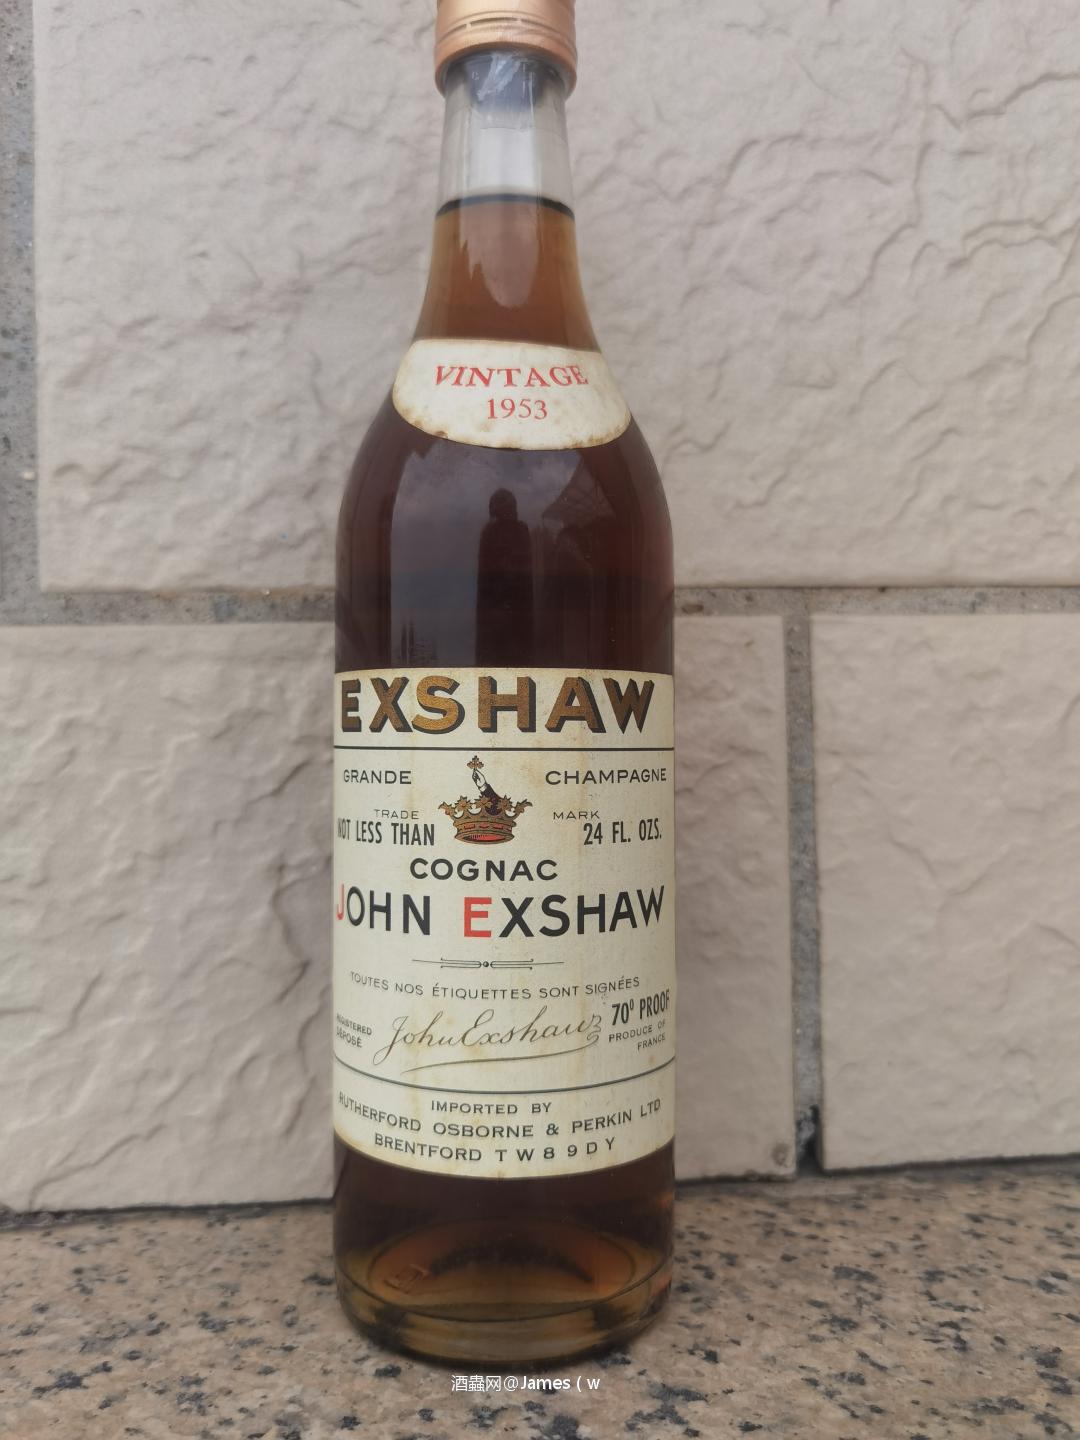 VINTAGE
1953
EXSHAW
GRANDE CHAMPAGNE
TRADE MARK
NOT LESS THAN 24 FL. OZS.
COGNAC
JOHN EXSHAW
TOUTES NOS ÉTIQUETTES SONT SIGNÉES
REGISTERED
DÉPOSÉ
John Exshaw
70º PROOF
PRODUCE OF
FRANCE
IMPORTED BY
RUTHERFORD OSBORNE & PERKIN LTD
BRENTFORD TW8 9DY
酒蟲网@James ( w